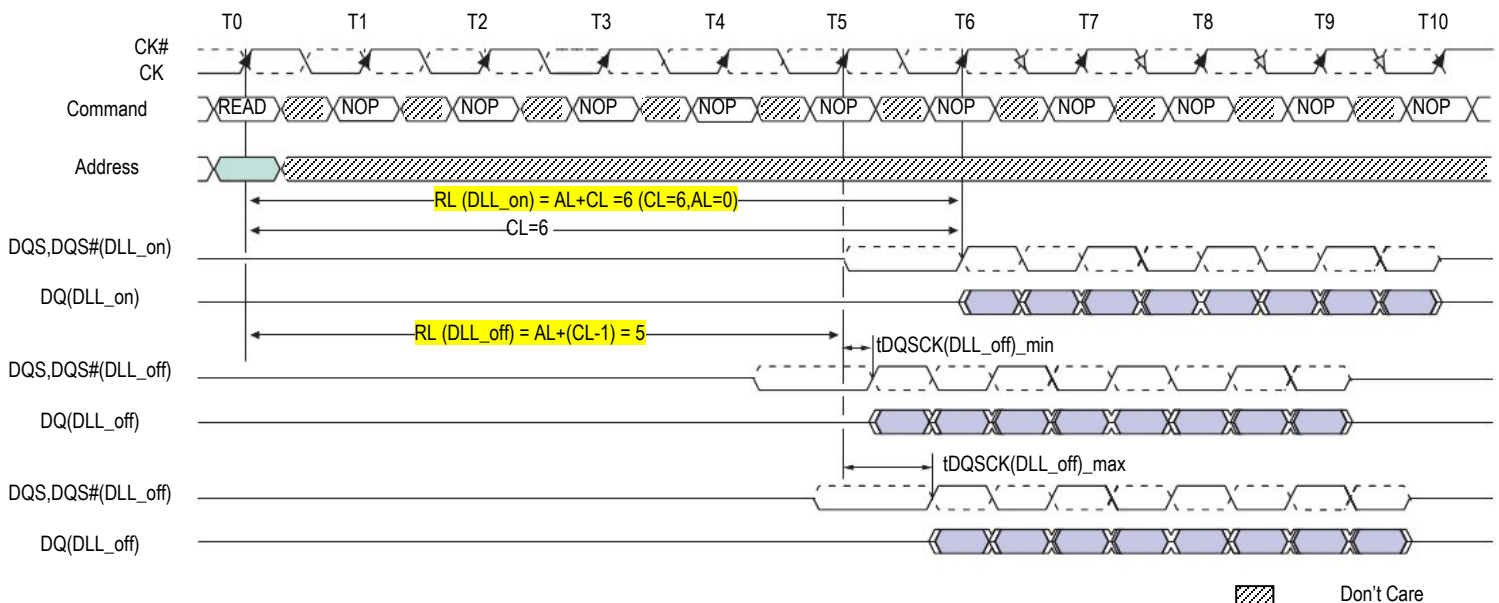 T0 T1 T2 T3 T4 T5 T6 T7 T8 T9 T10
CK#
CK
Command READ NOP NOP NOP NOP NOP NOP NOP NOP NOP NOP
Address
RL (DLL_on) = AL+CL =6 (CL=6,AL=0)
CL=6
DQS,DQS#(DLL_on)
DQ(DLL_on)
RL (DLL_off) = AL+(CL-1) = 5
tDQSCK(DLL_off)_min
DQS,DQS#(DLL_off)
DQ(DLL_off)
tDQSCK(DLL_off)_max
DQS,DQS#(DLL_off)
DQ(DLL_off)
Don't Care